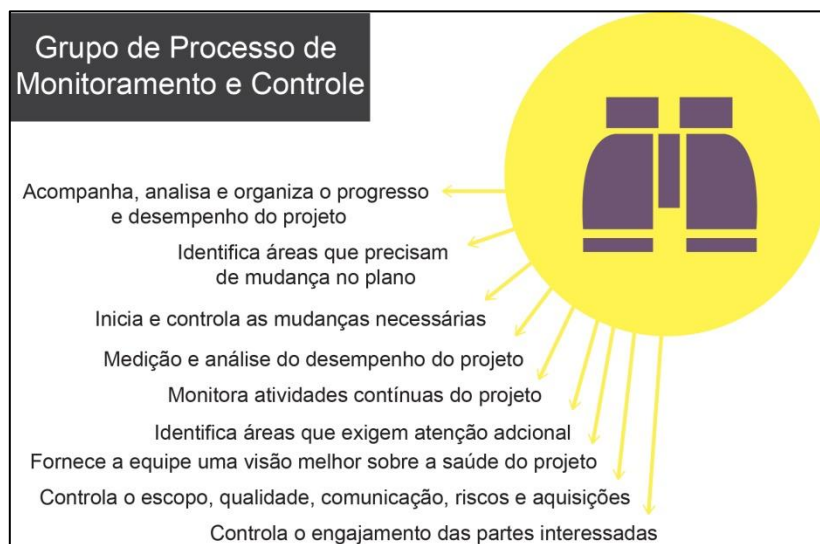 Grupo de Processo de
Monitoramento e Controle
Acompanha, analisa e organiza o progresso
e desempenho do projeto
Identifica áreas que precisam
de mudança no plano
Inicia e controla as mudanças necessárias
Medição e análise do desempenho do projeto
Monitora atividades contínuas do projeto
Identifica áreas que exigem atenção adcional
Fornece a equipe uma visão melhor sobre a saúde do projeto
Controla o escopo, qualidade, comunicação, riscos e aquisições
Controla o engajamento das partes interessadas